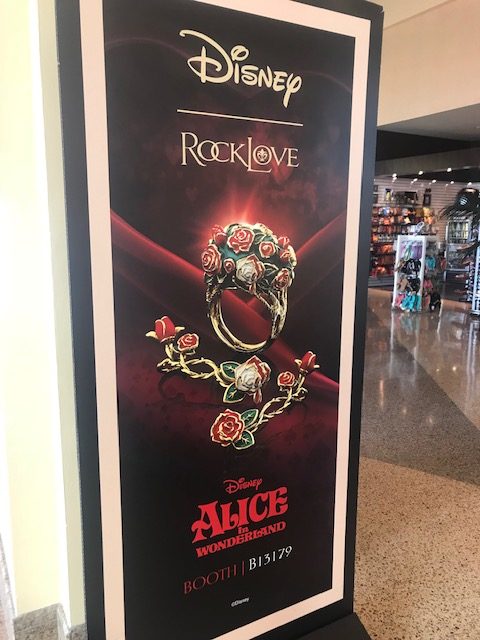 Disney
ROCKLOVE
Disney
ALICE
in
WONDERLAND
BOOTH | B13179
©Disney